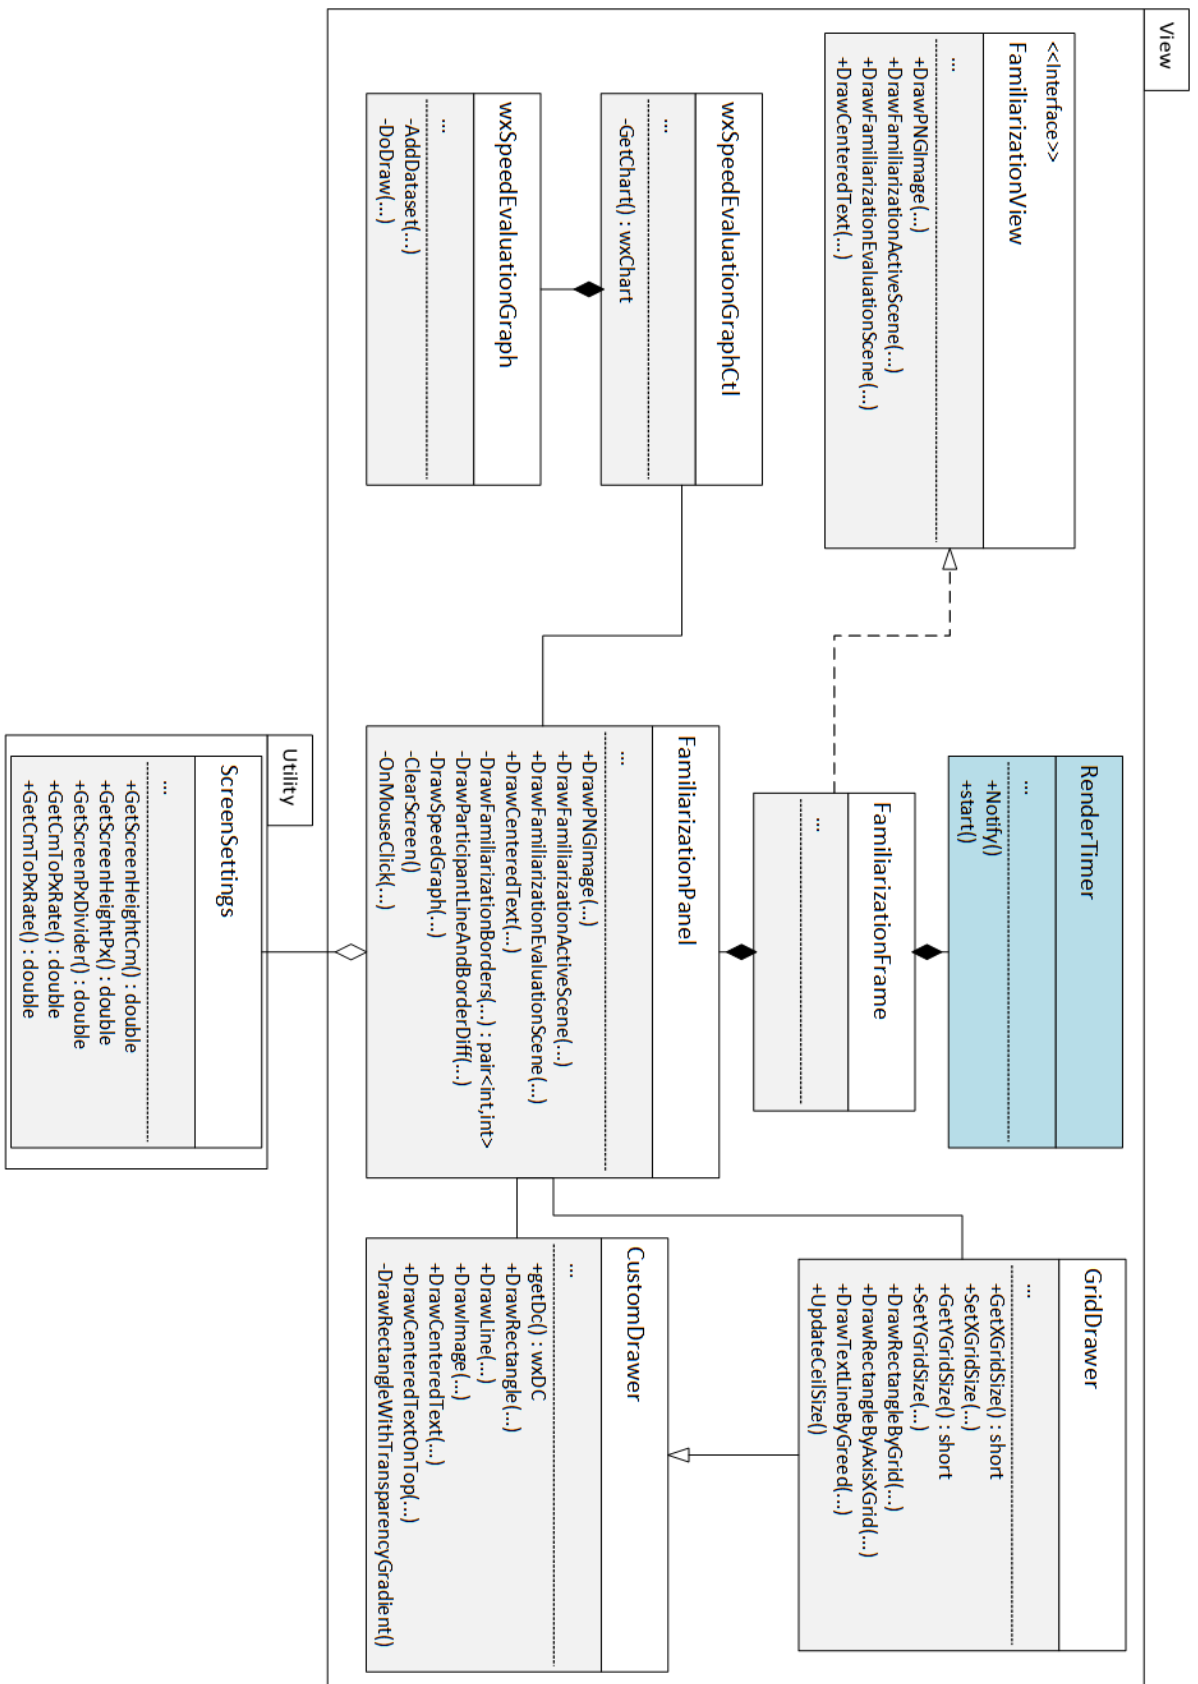 View
<<Interface>>
FamiliarizationView
...
+DrawPNGImage(...)
+DrawFamiliarizationActiveScene(...)
+DrawFamiliarizationEvaluationScene(...)
+DrawCenteredText(...)
RenderTimer
...
+Notify()
+start()
GridDrawer
...
+GetXGridSize() : short
+SetXGridSize(...)
+GetYGridSize() : short
+SetYGridSize(...)
+DrawRectangleByGrid(...)
+DrawRectangleByAxisXGrid(...)
+DrawTextLineByGreed(...)
+UpdateCeilSize()
FamiliarizationFrame
...
wxSpeedEvaluationGraphCtl
...
-GetChart() : wxChart
wxSpeedEvaluationGraph
...
-AddDataset(...)
-DoDraw(...)
FamiliarizationPanel
...
+DrawPNGImage(...)
+DrawFamiliarizationActiveScene(...)
+DrawFamiliarizationEvaluationScene(...)
+DrawCenteredText(...)
-DrawFamiliarizationBorders(...) : pair<int,int>
-DrawParticipantLineAndBorderDiff(...)
-DrawSpeedGraph(...)
-ClearScreen()
-OnMouseClick(...)
CustomDrawer
...
+getDc() : wxDC
+DrawRectangle(...)
+DrawLine(...)
+DrawImage(...)
+DrawCenteredText(...)
+DrawCenteredTextOnTop(...)
-DrawRectangleWithTransparencyGradient()
Utility
ScreenSettings
...
+GetScreenHeightCm() : double
+GetScreenHeightPx() : double
+GetScreenPxDivider() : double
+GetCmToPxRate() : double
+GetCmToPxRate() : double